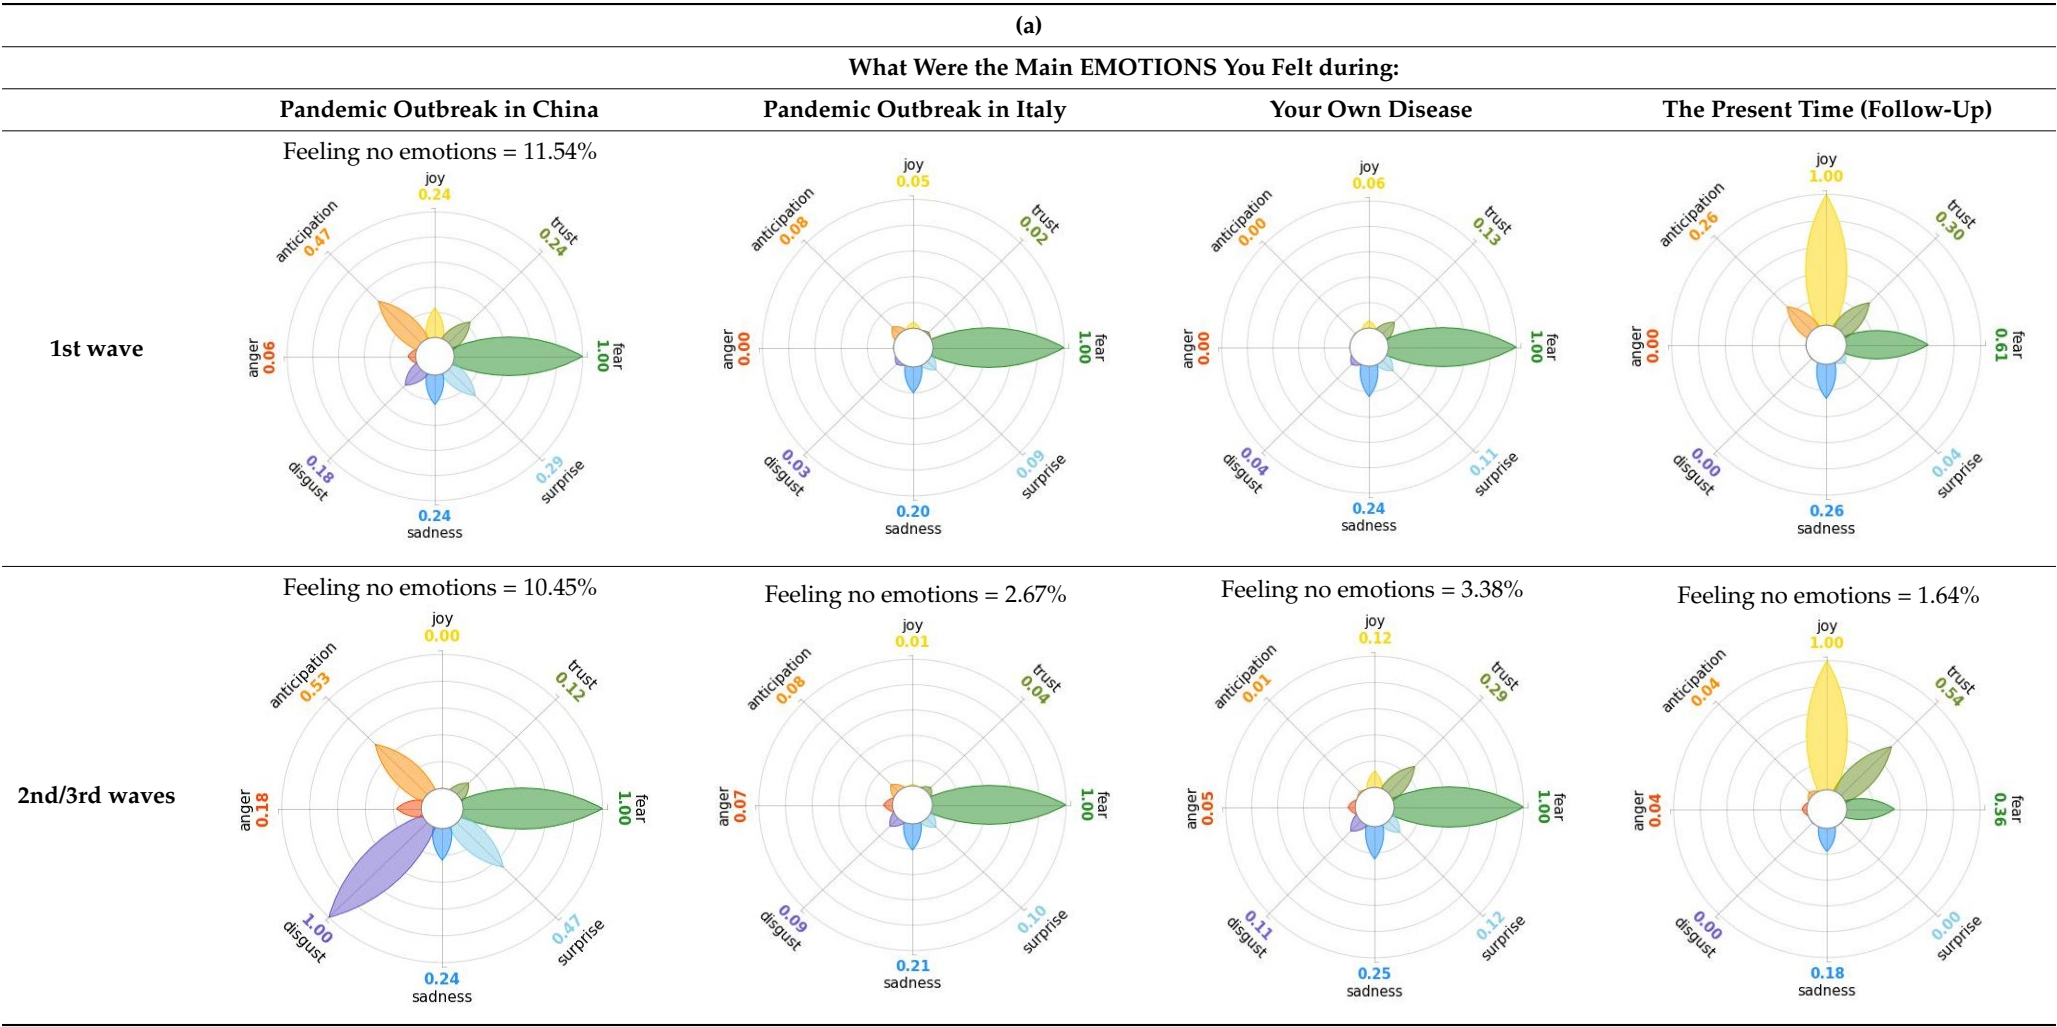 (a)
What Were the Main EMOTIONS You Felt during:
Pandemic Outbreak in China
Pandemic Outbreak in Italy
Your Own Disease
The Present Time (Follow-Up)
1st wave
Feeling no emotions = 11.54%
joy
0.24
trust
0.24
fear
1.00
surprise
0.29
0.24
sadness
disgust
0.18
anger
0.06
anticipation
0.47
joy
0.05
trust
0.02
fear
1.00
surprise
0.09
0.20
sadness
disgust
0.03
anger
0.00
anticipation
0.08
joy
0.06
trust
0.13
fear
1.00
surprise
0.11
0.24
sadness
disgust
0.04
anger
0.00
anticipation
0.00
joy
1.00
trust
0.30
fear
0.61
surprise
0.04
0.26
sadness
disgust
0.00
anger
0.00
anticipation
0.26
2nd/3rd waves
Feeling no emotions = 10.45%
joy
0.00
trust
0.12
fear
1.00
surprise
0.47
0.24
sadness
disgust
1.00
anger
0.18
anticipation
0.53
Feeling no emotions = 2.67%
joy
0.01
trust
0.04
fear
1.00
surprise
0.10
0.21
sadness
disgust
0.09
anger
0.07
anticipation
0.08
Feeling no emotions = 3.38%
joy
0.12
trust
0.29
fear
1.00
surprise
0.12
0.25
sadness
disgust
0.11
anger
0.05
anticipation
0.01
Feeling no emotions = 1.64%
joy
1.00
trust
0.54
fear
0.36
surprise
0.00
0.18
sadness
disgust
0.00
anger
0.04
anticipation
0.04